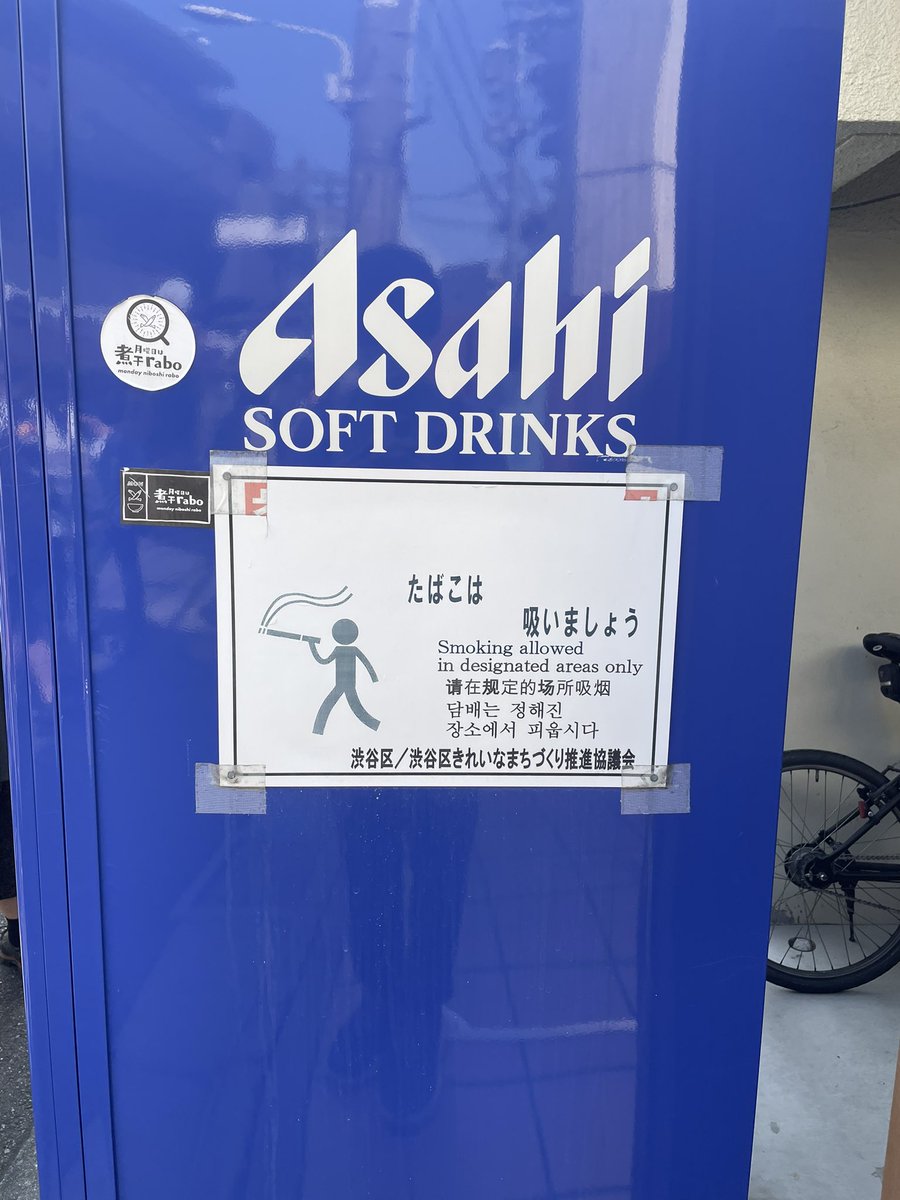 Asahi
SOFT DRINKS
月曜日は
煮干rabo
monday niboshi rabo
月曜日は
煮干rabo
monday niboshi rabo
たばこは
吸いましょう
Smoking allowed
in designated areas only
请在规定的场所吸烟
담배는 정해진
장소에서 피웁시다
渋谷区／渋谷区きれいなまちづくり推進協議会